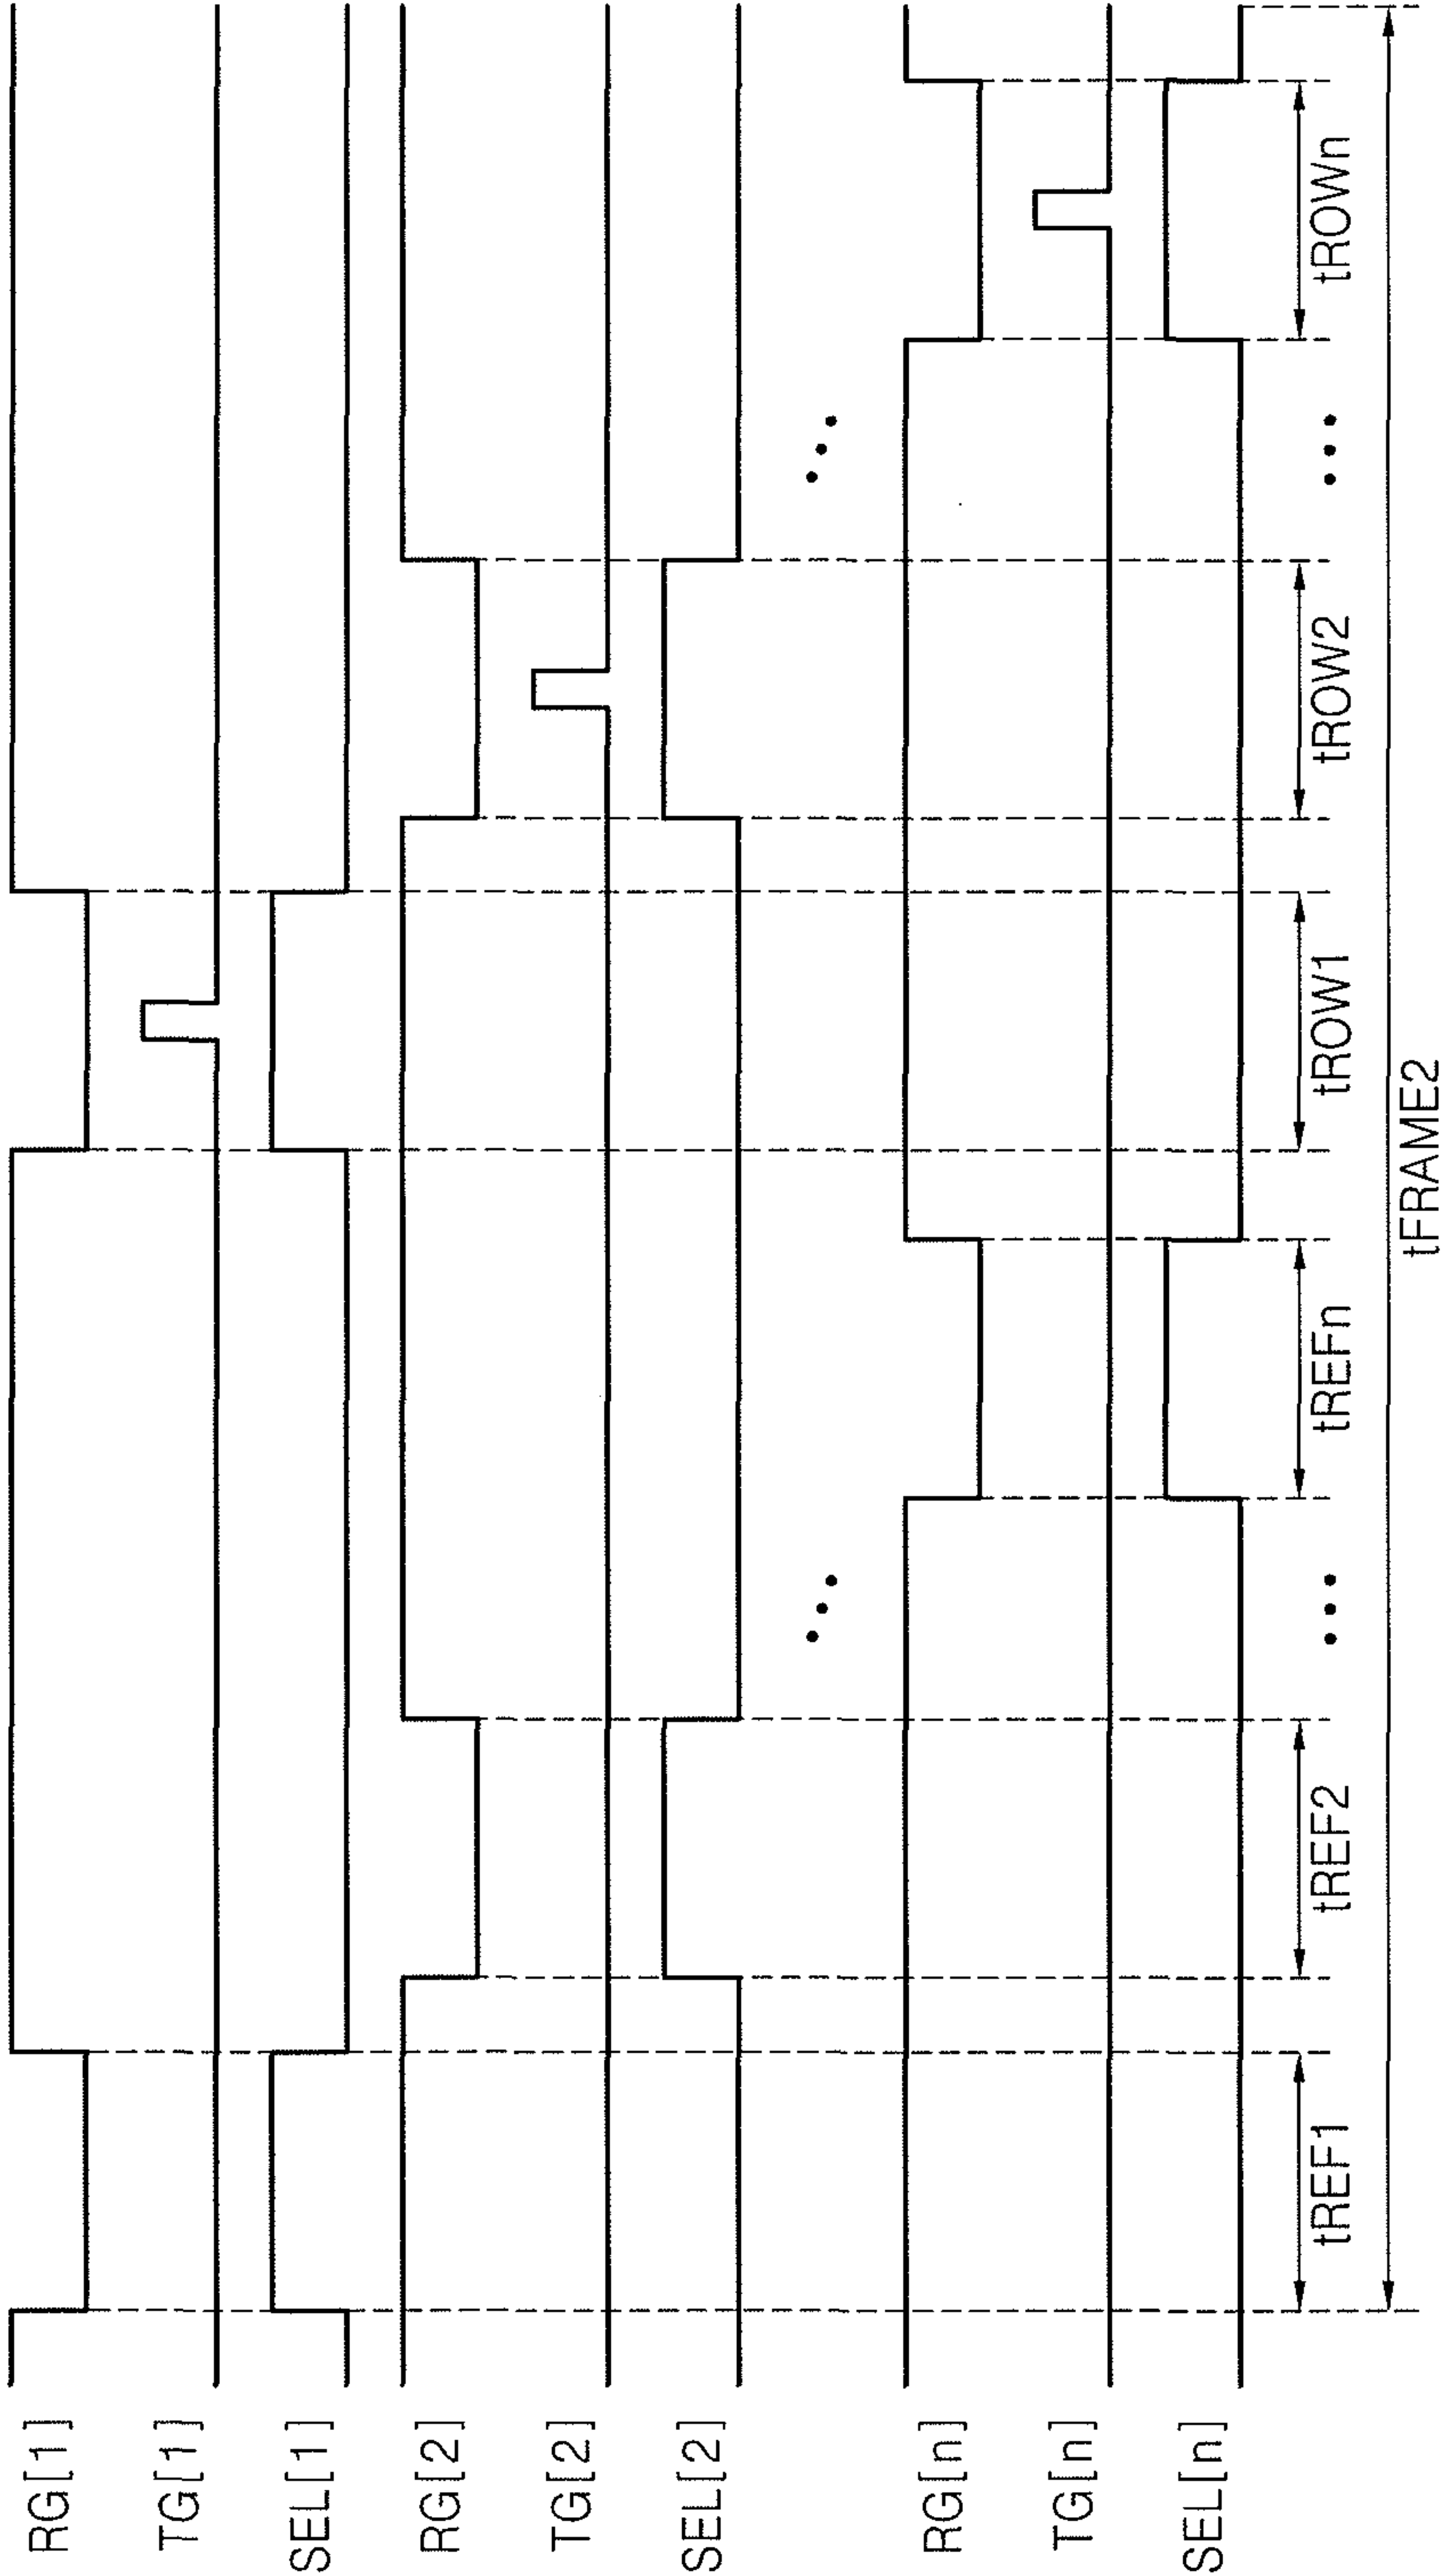 RG[1]
TG[1]
SEL[1]
RG[2]
TG[2]
SEL[2]
RG[n]
TG[n]
SEL[n]
tREF1 tREF2 tREFn tROW1 tROW2 tROWn
tFRAME2